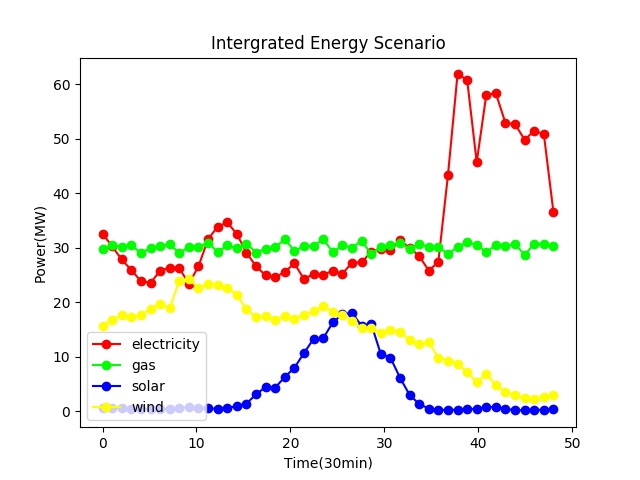 Intergrated Energy Scenario
Power(MW)
60
50
40
30
20
10
0
electricity
gas
solar
wind
0 10 20 30 40 50
Time(30min)